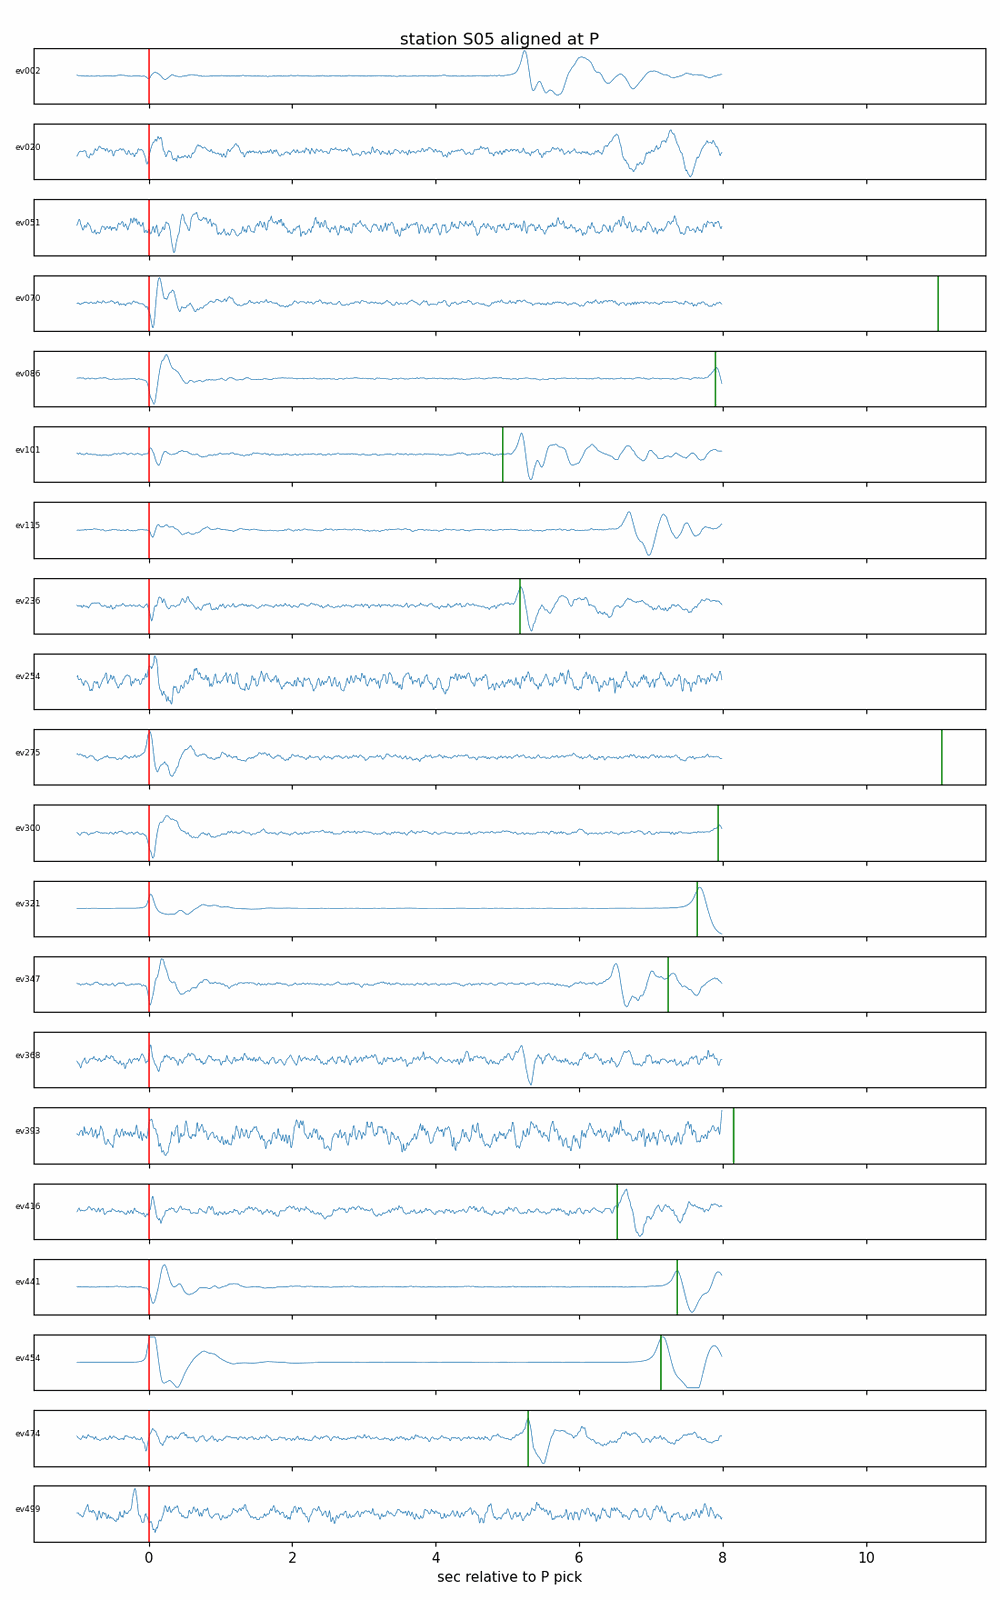 station S05 aligned at P
ev002
ev020
ev051
ev070
ev086
ev101
ev115
ev236
ev254
ev275
ev300
ev321
ev347
ev368
ev393
ev416
ev441
ev454
ev474
ev499
0 2 4 6 8 10
sec relative to P pick